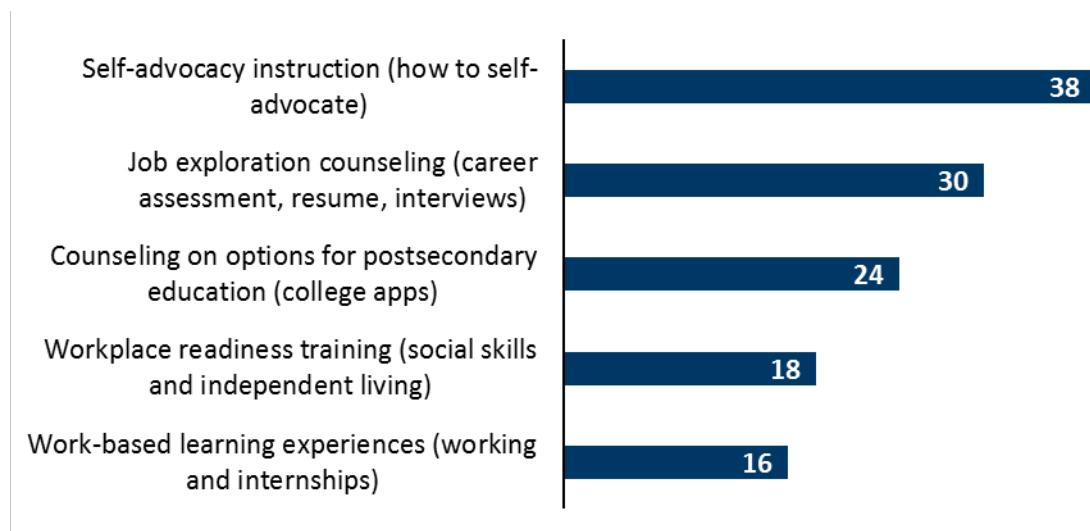 Self-advocacy instruction (how to self-
advocate)
38
Job exploration counseling (career
assessment, resume, interviews)
30
Counseling on options for postsecondary
education (college apps)
24
Workplace readiness training (social skills
and independent living)
18
Work-based learning experiences (working
and internships)
16